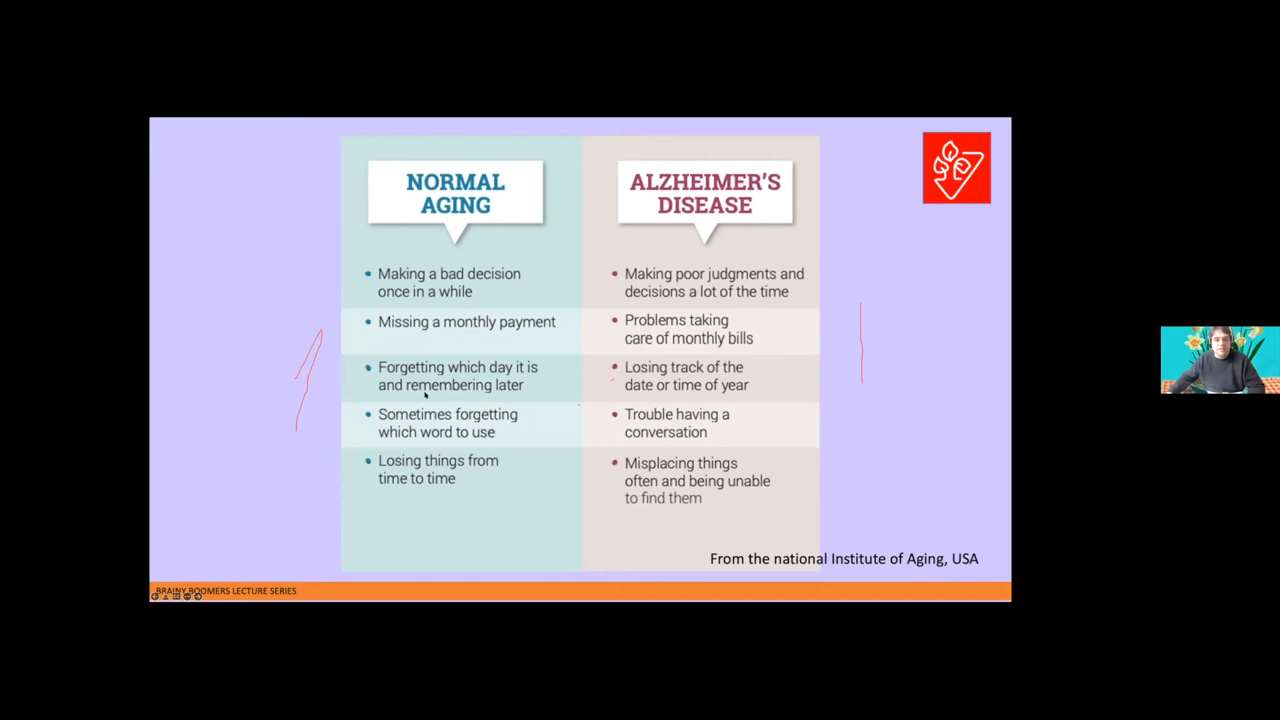 NORMAL
AGING
Making a bad decision
once in a while
Missing a monthly payment
Forgetting which day it is
and remembering later
Sometimes forgetting
which word to use
Losing things from
time to time
ALZHEIMER'S
DISEASE
Making poor judgments and
decisions a lot of the time
Problems taking
care of monthly bills
Losing track of the
date or time of year
Trouble having a
conversation
Misplacing things
often and being unable
to find them
From the national Institute of Aging, USA
BRAINY BOOMERS LECTURE SERIES